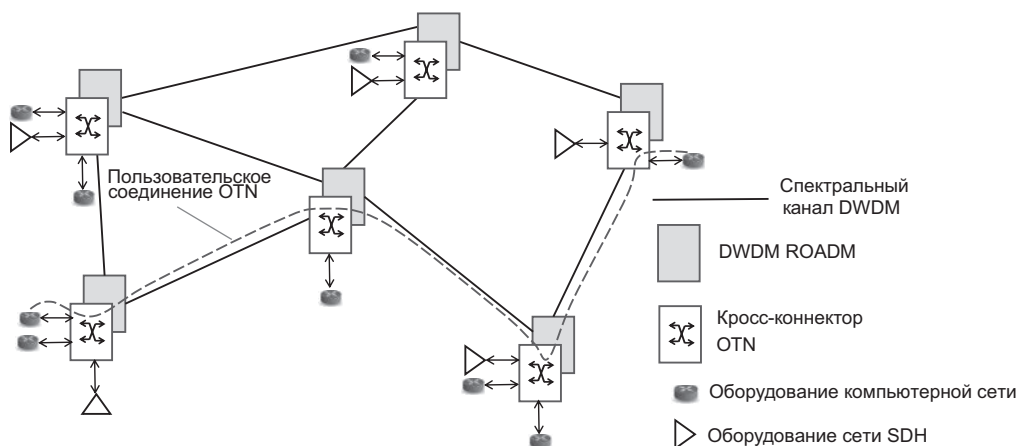 Пользовательское
соединение OTN
Спектральный
канал DWDM
DWDM ROADM
Кросс-коннектор
OTN
Оборудование компьютерной сети
Оборудование сети SDH